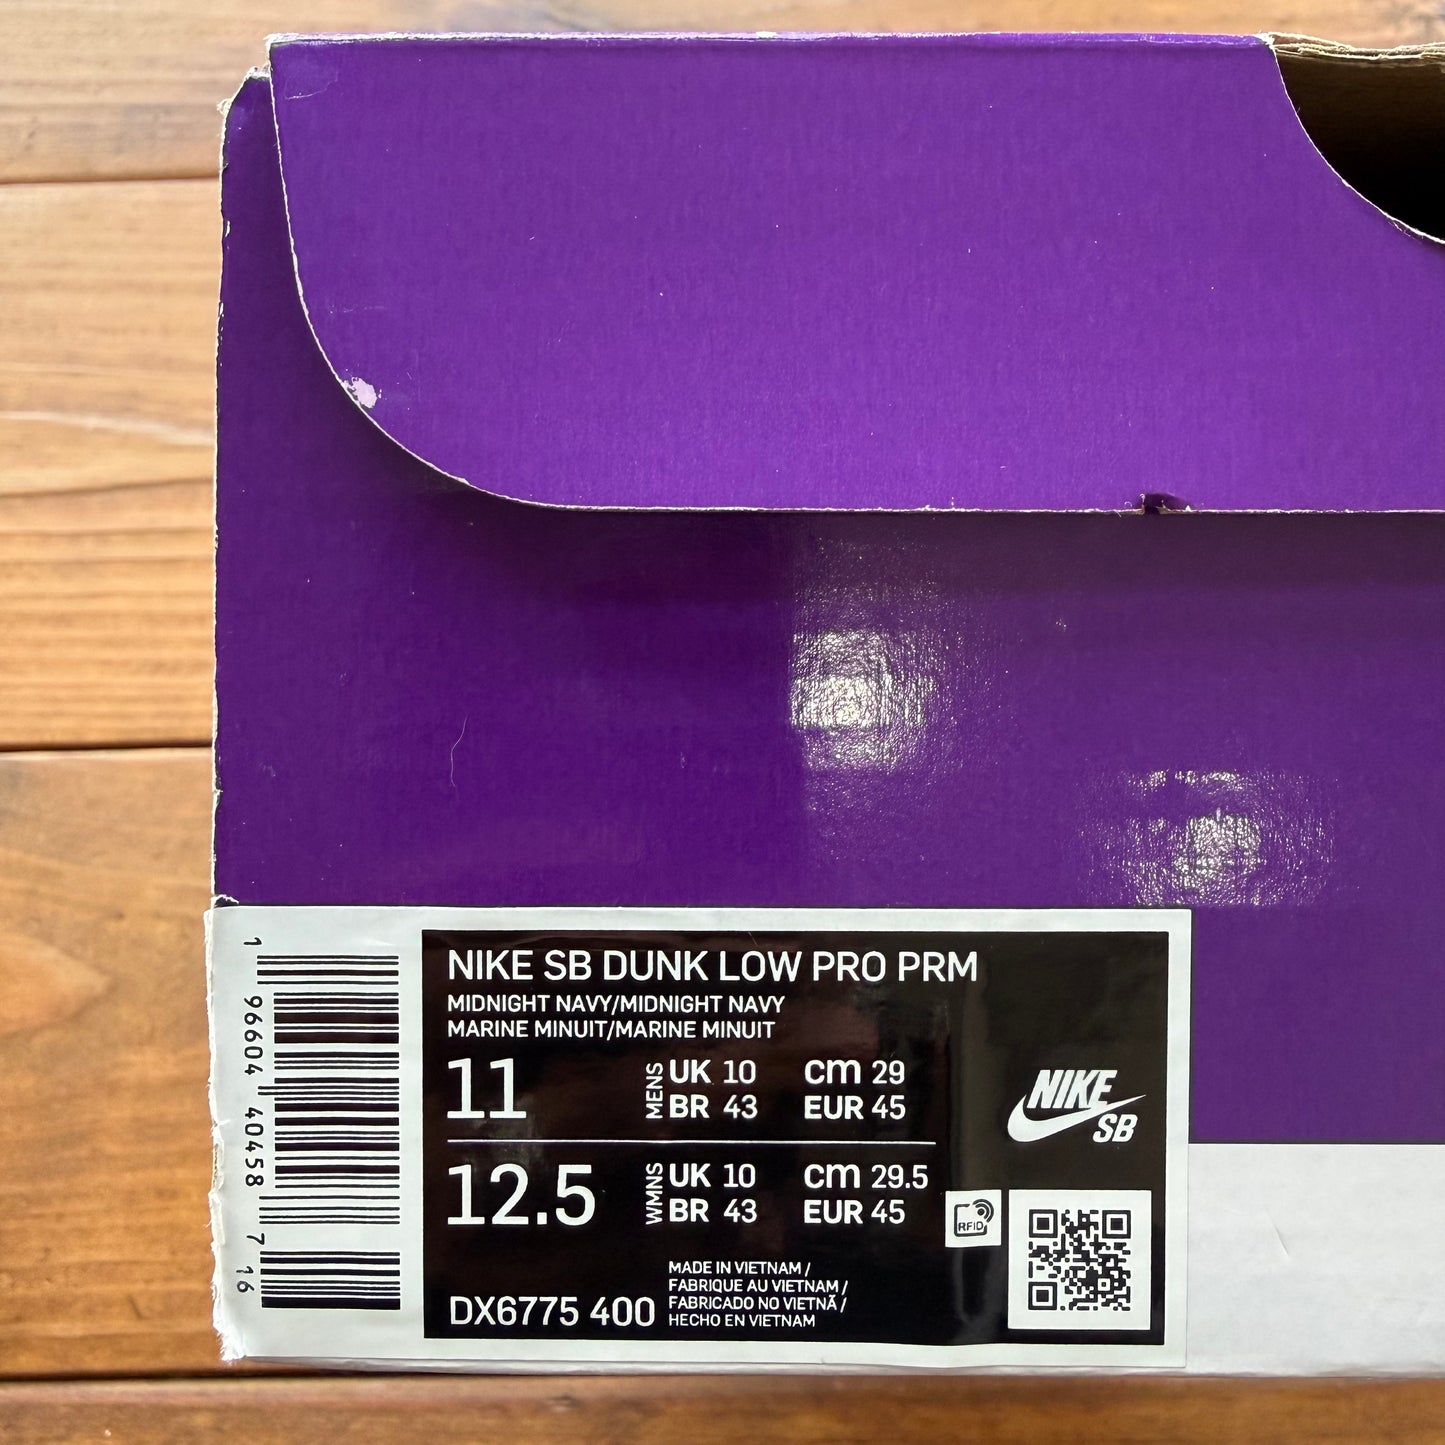 NIKE SB DUNK LOW PRO PRM
MIDNIGHT NAVY/MIDNIGHT NAVY
MARINE MINUIT/MARINE MINUIT
11 MENS UK 10 CM 29
BR 43 EUR 45
12.5 WMNS UK 10 CM 29.5
BR 43 EUR 45
DX6775 400
MADE IN VIETNAM /
FABRIQUE AU VIETNAM /
FABRICADO NO VIETNÃ /
HECHO EN VIETNAM
NIKE
SB
RFID
1 96604 40458 7 16